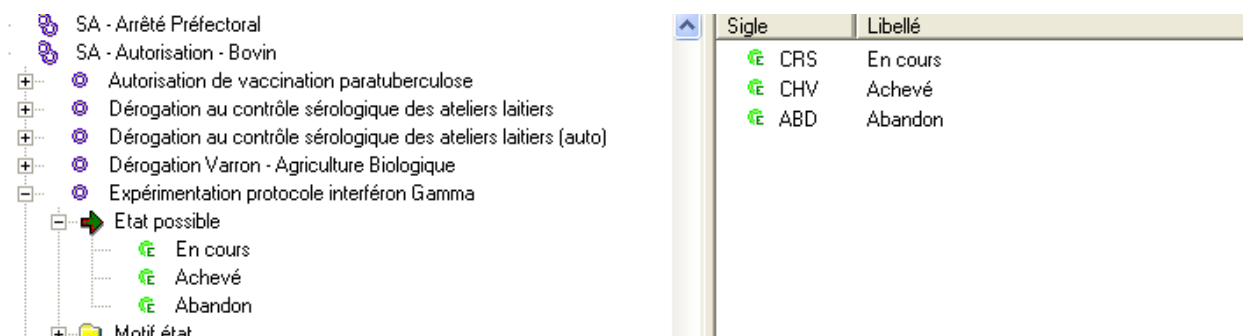 SA - Arrêté Préfectoral
SA - Autorisation - Bovin
Autorisation de vaccination paratuberculose
Dérogation au contrôle sérologique des ateliers laitiers
Dérogation au contrôle sérologique des ateliers laitiers (auto)
Dérogation Varron - Agriculture Biologique
Expérimentation protocole interféron Gamma
Etat possible
En cours
Achevé
Abandon
Motif état
Sigle Libellé
CRS En cours
CHV Achevé
ABD Abandon